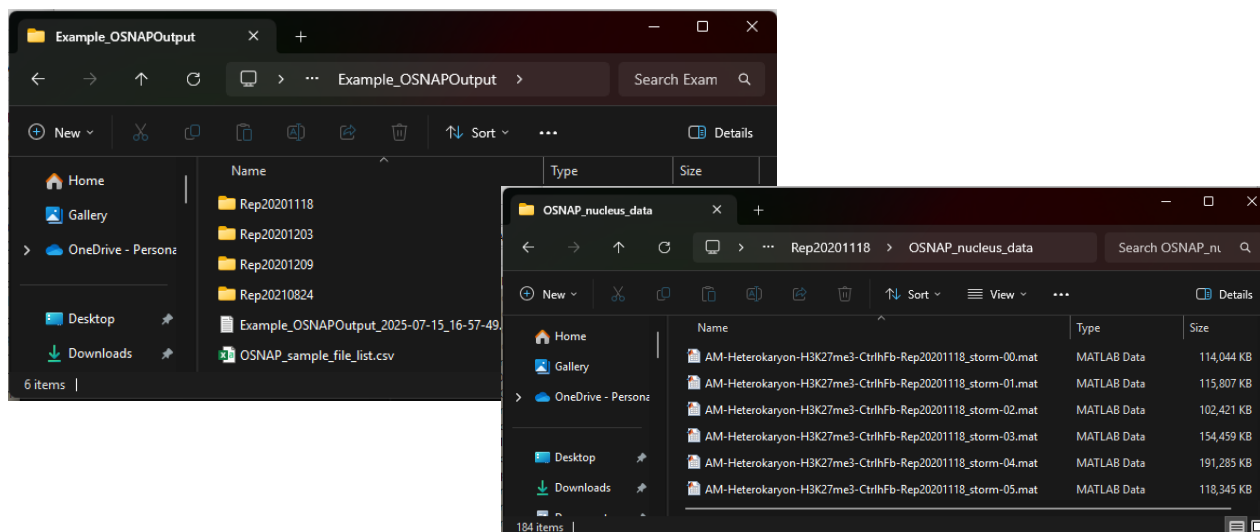 Example_OSNAPOutput
Example_OSNAPOutput
Search Exam
New
Sort
Details
Home
Gallery
OneDrive - Persona
Desktop
Downloads
Name
Type
Size
Rep20201118
Rep20201203
Rep20201209
Rep20210824
Example_OSNAPOutput_2025-07-15_16-57-49.
OSNAP_sample_file_list.csv
6 items
OSNAP_nucleus_data
Rep20201118
OSNAP_nucleus_data
Search OSNAP_nu
New
Sort
View
Details
Home
Gallery
OneDrive - Persona
Desktop
Downloads
Name Type Size
AM-Heterokaryon-H3K27me3-CtrlhFb-Rep20201118_storm-00.mat MATLAB Data 114,044 KB
AM-Heterokaryon-H3K27me3-CtrlhFb-Rep20201118_storm-01.mat MATLAB Data 115,807 KB
AM-Heterokaryon-H3K27me3-CtrlhFb-Rep20201118_storm-02.mat MATLAB Data 102,421 KB
AM-Heterokaryon-H3K27me3-CtrlhFb-Rep20201118_storm-03.mat MATLAB Data 154,459 KB
AM-Heterokaryon-H3K27me3-CtrlhFb-Rep20201118_storm-04.mat MATLAB Data 191,285 KB
AM-Heterokaryon-H3K27me3-CtrlhFb-Rep20201118_storm-05.mat MATLAB Data 118,345 KB
184 items